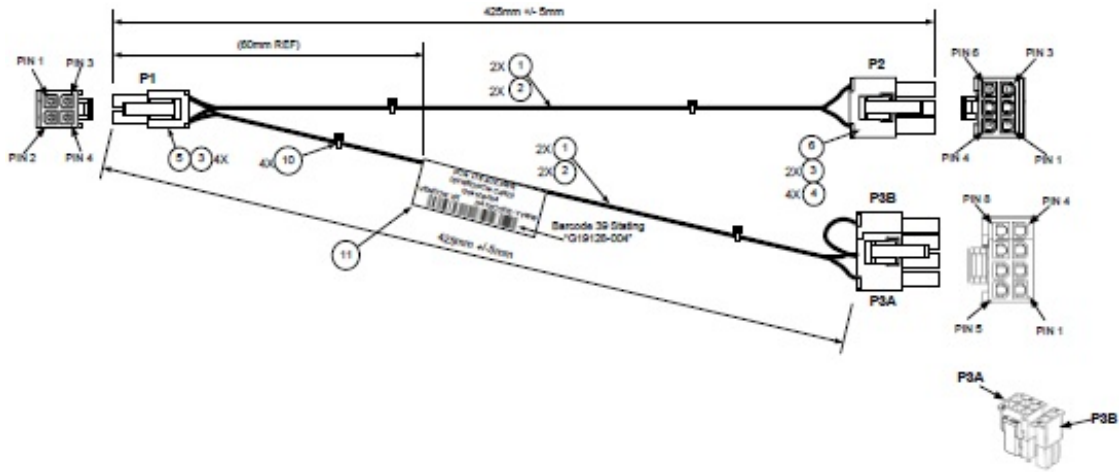 425mm +/- 5mm
(60mm REF)
PIN 1
PIN 3
P1
2X 1
2X 2
P2
PIN 6
PIN 3
PIN 2
PIN 4
5 3 4X
4X 10
2X 1
2X 2
6
2X 3
4X 4
PIN 4
PIN 1
P3B
PIN 8
PIN 4
Barcode 39 Stating
"G19128-004"
11
425mm +/-5mm
P3A
PIN 5
PIN 1
P3A
P3B